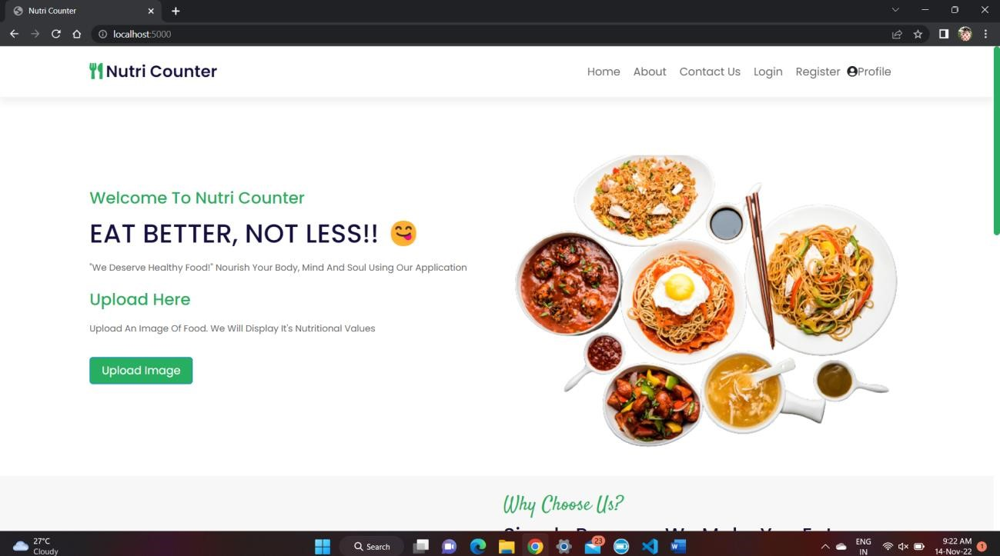 Nutri Counter
localhost:5000
Nutri Counter
Home About Contact Us Login Register Profile
Welcome To Nutri Counter
EAT BETTER, NOT LESS!! 😋
"We Deserve Healthy Food!" Nourish Your Body, Mind And Soul Using Our Application
Upload Here
Upload An Image Of Food. We Will Display It's Nutritional Values
Upload Image
Why Choose Us?
27°C
Cloudy
Search
23
W
ENG
IN
9:22 AM
14-Nov-22
1